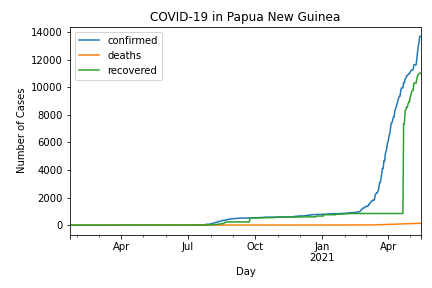 COVID-19 in Papua New Guinea
14000
12000
10000
8000
6000
4000
2000
0
Number of Cases
confirmed
deaths
recovered
Apr
Jul
Oct
Jan
2021
Apr
Day